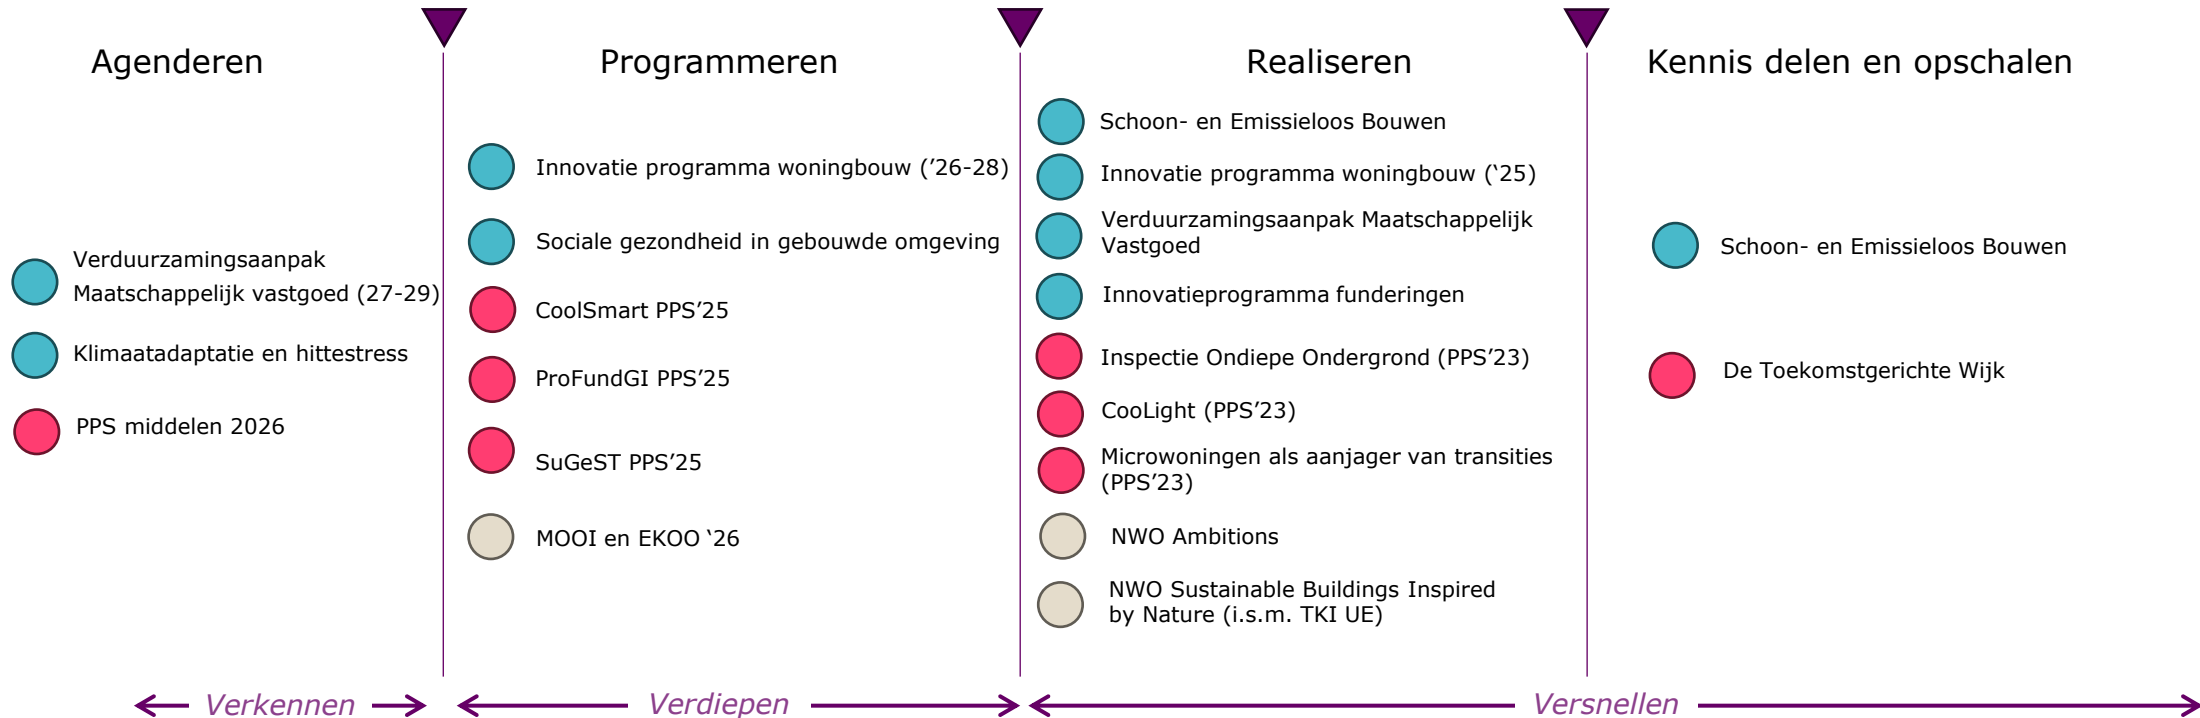 Agenderen
Verduurzamingsaanpak
Maatschappelijk vastgoed (27-29)
Klimaatadaptatie en hittestress
PPS middelen 2026
Programmeren
Innovatie programma woningbouw (’26-28)
Sociale gezondheid in gebouwde omgeving
CoolSmart PPS’25
ProFundGI PPS’25
SuGeST PPS’25
MOOI en EKOO ‘26
Realiseren
Schoon- en Emissieloos Bouwen
Innovatie programma woningbouw (‘25)
Verduurzamingsaanpak Maatschappelijk
Vastgoed
Innovatieprogramma funderingen
Inspectie Ondiepe Ondergrond (PPS’23)
CooLight (PPS’23)
Microwoningen als aanjager van transities
(PPS’23)
NWO Ambitions
NWO Sustainable Buildings Inspired
by Nature (i.s.m. TKI UE)
Kennis delen en opschalen
Schoon- en Emissieloos Bouwen
De Toekomstgerichte Wijk
Verkennen
Verdiepen
Versnellen